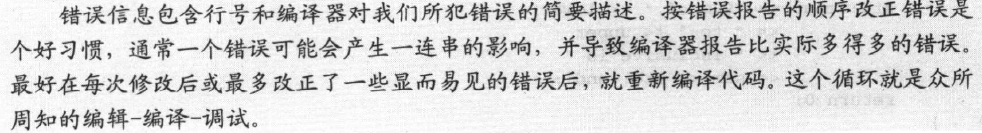 错误信息包含行号和编译器对我们所犯错误的简要描述。按错误报告的顺序改正错误是
个好习惯，通常一个错误可能会产生一连串的影响，并导致编译器报告比实际多得多的错误。
最好在每次修改后或最多改正了一些显而易见的错误后，就重新编译代码。这个循环就是众所
周知的编辑-编译-调试。